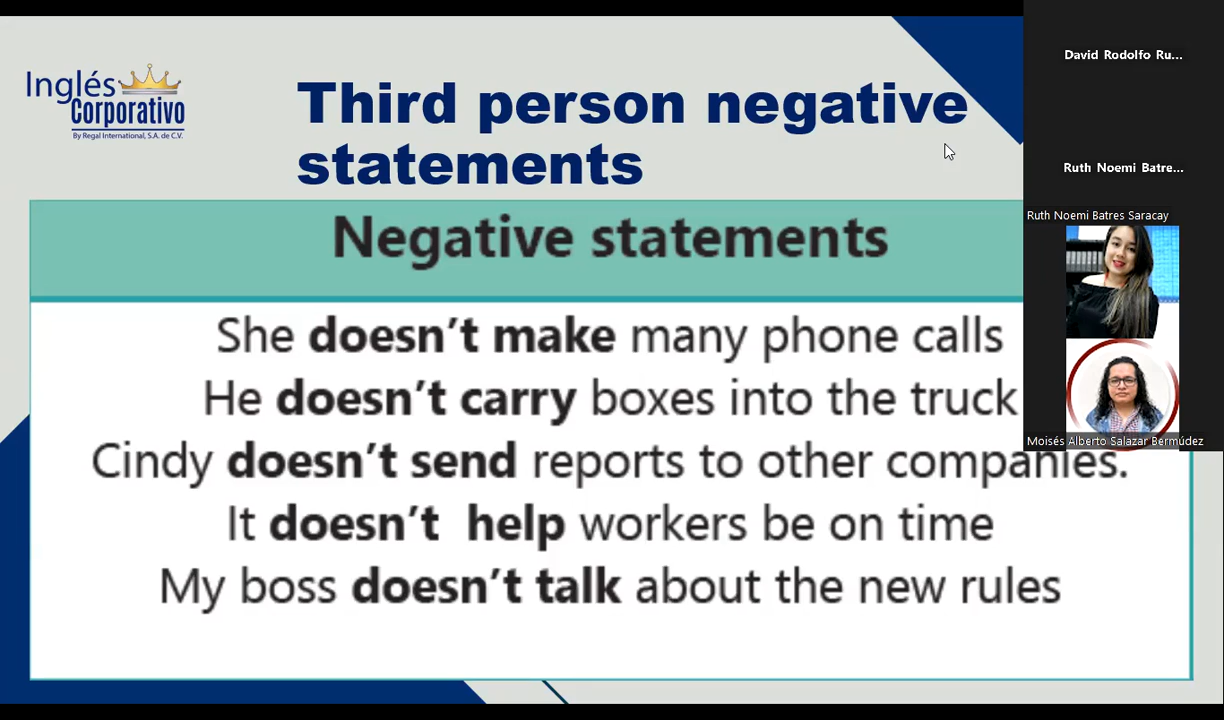 Inglés
Corporativo
By Regal International, S.A. de C.V.
Third person negative
statements
Negative statements
She doesn't make many phone calls
He doesn't carry boxes into the truck
Cindy doesn't send reports to other companies.
It doesn't help workers be on time
My boss doesn't talk about the new rules
David Rodolfo Ru...
Ruth Noemi Batre...
Ruth Noemi Batres Saracay
Moisés Alberto Salazar Bermúdez